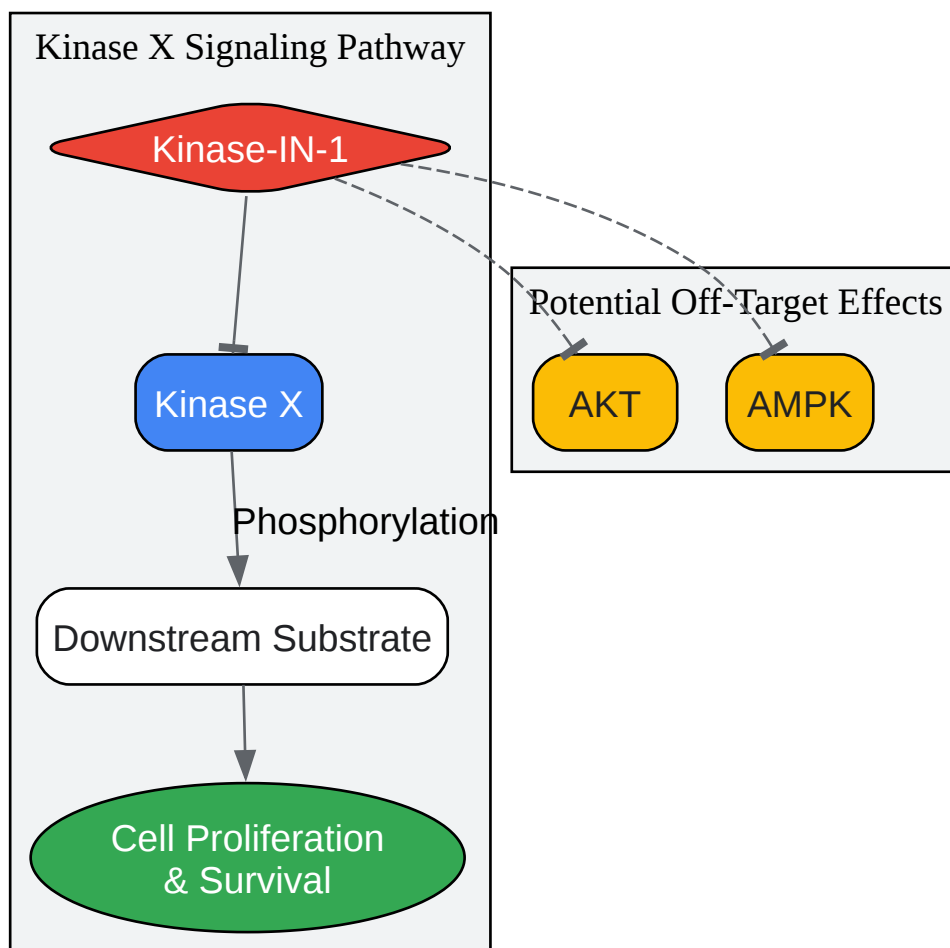 Kinase X Signaling Pathway
Kinase-IN-1
Potential Off-Target Effects
Kinase X
AKT
AMPK
Phosphorylation
Downstream Substrate
Cell Proliferation
& Survival